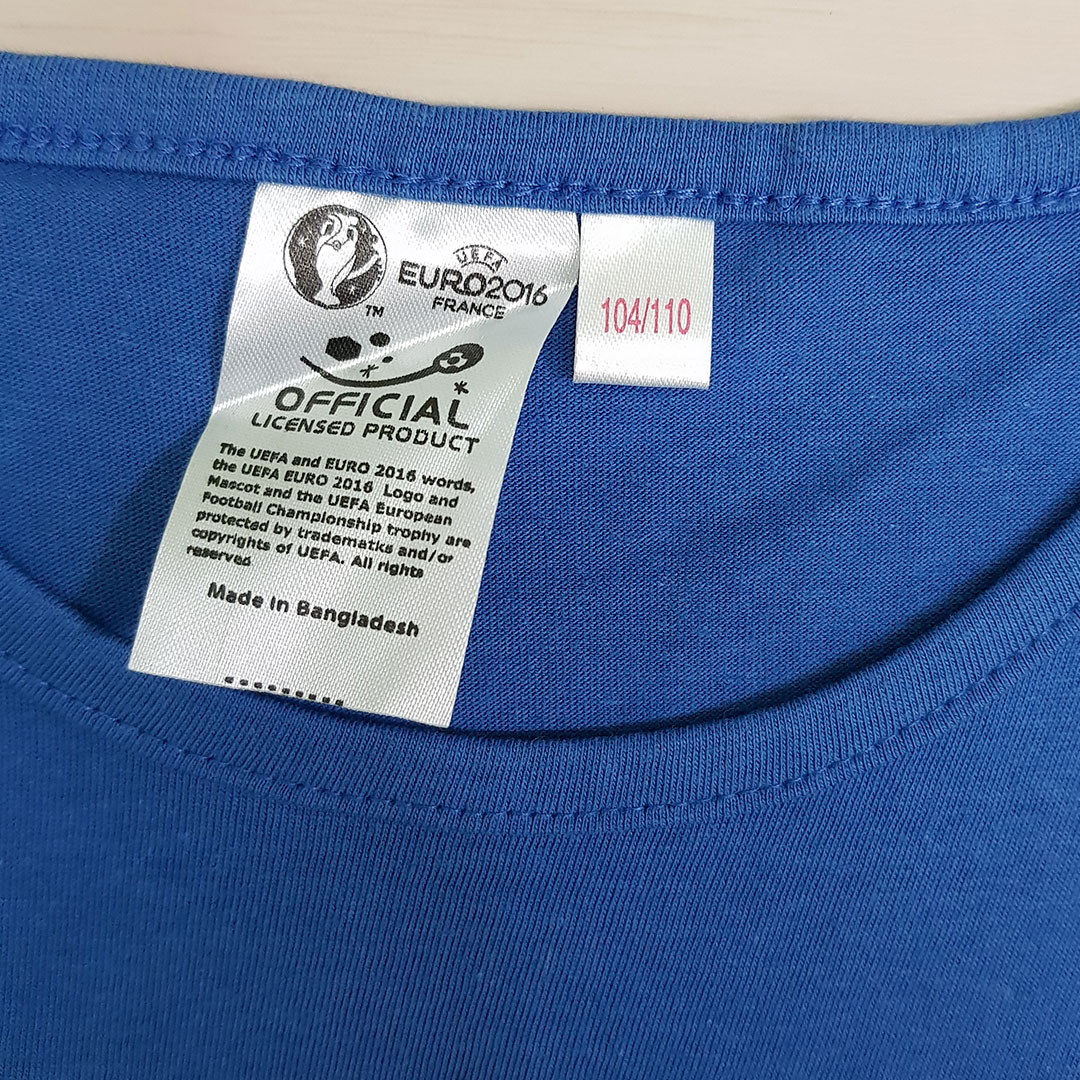 UEFA
EURO2016
FRANCE
TM
OFFICIAL
LICENSED PRODUCT
The UEFA and EURO 2016 words,
the UEFA EURO 2016 Logo and
Mascot and the UEFA European
Football Championship trophy are
protected by tradematks and/or
copyrights of UEFA. All rights
reserved
Made in Bangladesh
104/110